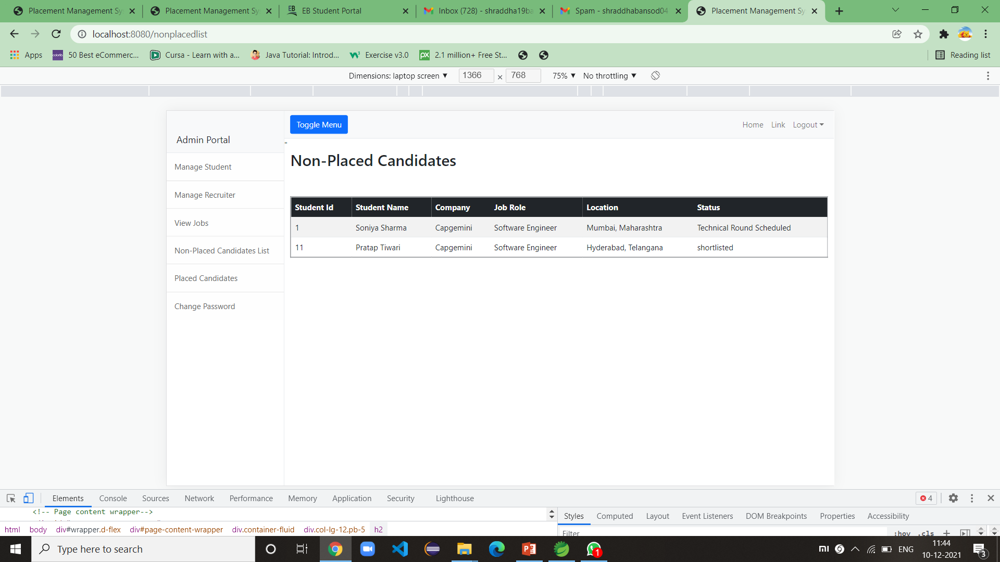 Placement Management Sy
Placement Management Sy
EB Student Portal
Inbox (728) - shraddha19ba
Spam - shraddhabansod04
Placement Management Sy
localhost:8080/nonplacedlist
Apps
50 Best eCommerc...
Cursa - Learn with a...
Java Tutorial: Introd...
Exercise v3.0
2.1 million+ Free St...
Reading list
Dimensions: laptop screen ▼ 1366 × 768 75% ▼ No throttling ▼
Admin Portal
Manage Student
Manage Recruiter
View Jobs
Non-Placed Candidates List
Placed Candidates
Change Password
Toggle Menu
Home Link Logout
"
Non-Placed Candidates
Student Id Student Name Company Job Role Location Status
1 Soniya Sharma Capgemini Software Engineer Mumbai, Maharashtra Technical Round Scheduled
11 Pratap Tiwari Capgemini Software Engineer Hyderabad, Telangana shortlisted
Elements Console Sources Network Performance Memory Application Security Lighthouse 4
<!-- Page content wrapper-->
html body div#wrapper.d-flex div#page-content-wrapper div.container-fluid div.col-lg-12.pb-5 h2
Styles Computed Layout Event Listeners DOM Breakpoints Properties Accessibility
Filter :hov .cls
Type here to search
1
ENG
11:44
10-12-2021
3